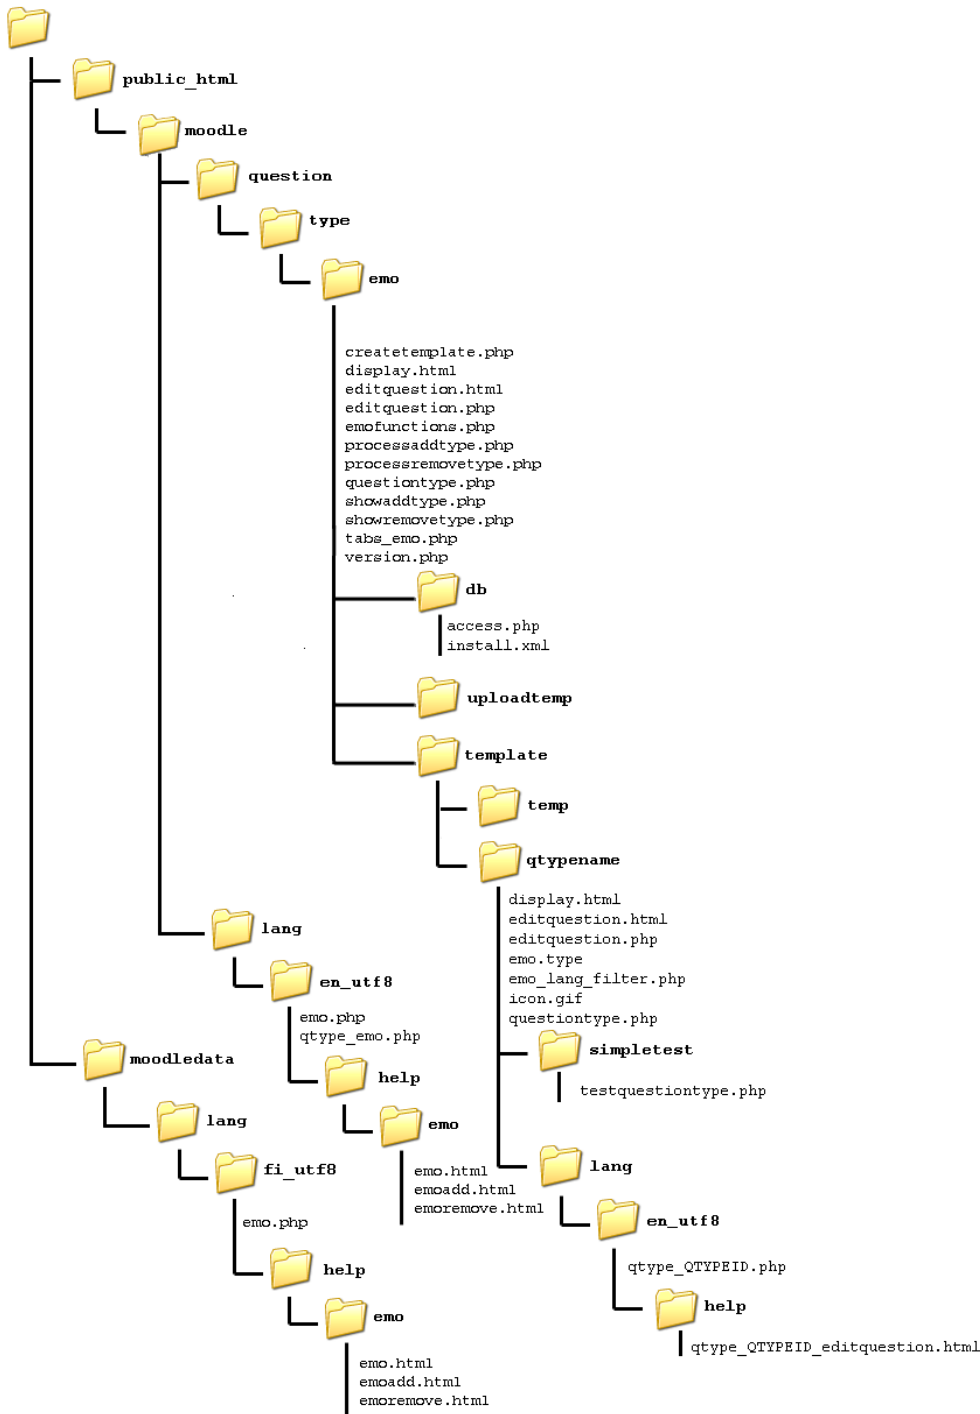 public_html
moodle
question
type
emo
createtemplate.php
display.html
editquestion.html
editquestion.php
emofunctions.php
processaddtype.php
processremovetype.php
questiontype.php
showaddtype.php
showremovetype.php
tabs_emo.php
version.php
db
access.php
install.xml
uploadtemp
template
temp
qtypename
display.html
editquestion.html
editquestion.php
emo.type
emo_lang_filter.php
icon.gif
questiontype.php
simpletest
testquestiontype.php
lang
en_utf8
qtype_QTYPEID.php
help
qtype_QTYPEID_editquestion.html
lang
en_utf8
emo.php
qtype_emo.php
help
emo
emo.html
emoadd.html
emoremove.html
moodledata
lang
fi_utf8
emo.php
help
emo
emo.html
emoadd.html
emoremove.html